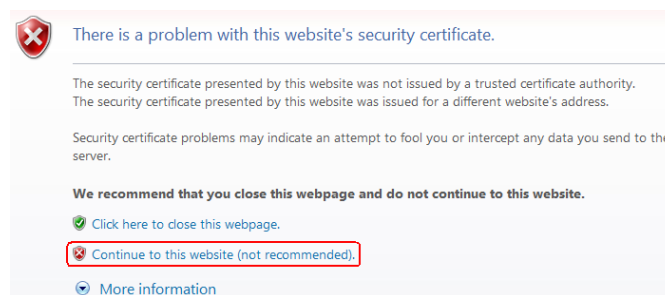 There is a problem with this website's security certificate.
The security certificate presented by this website was not issued by a trusted certificate authority.
The security certificate presented by this website was issued for a different website's address.
Security certificate problems may indicate an attempt to fool you or intercept any data you send to the
server.
We recommend that you close this webpage and do not continue to this website.
Click here to close this webpage.
Continue to this website (not recommended).
More information